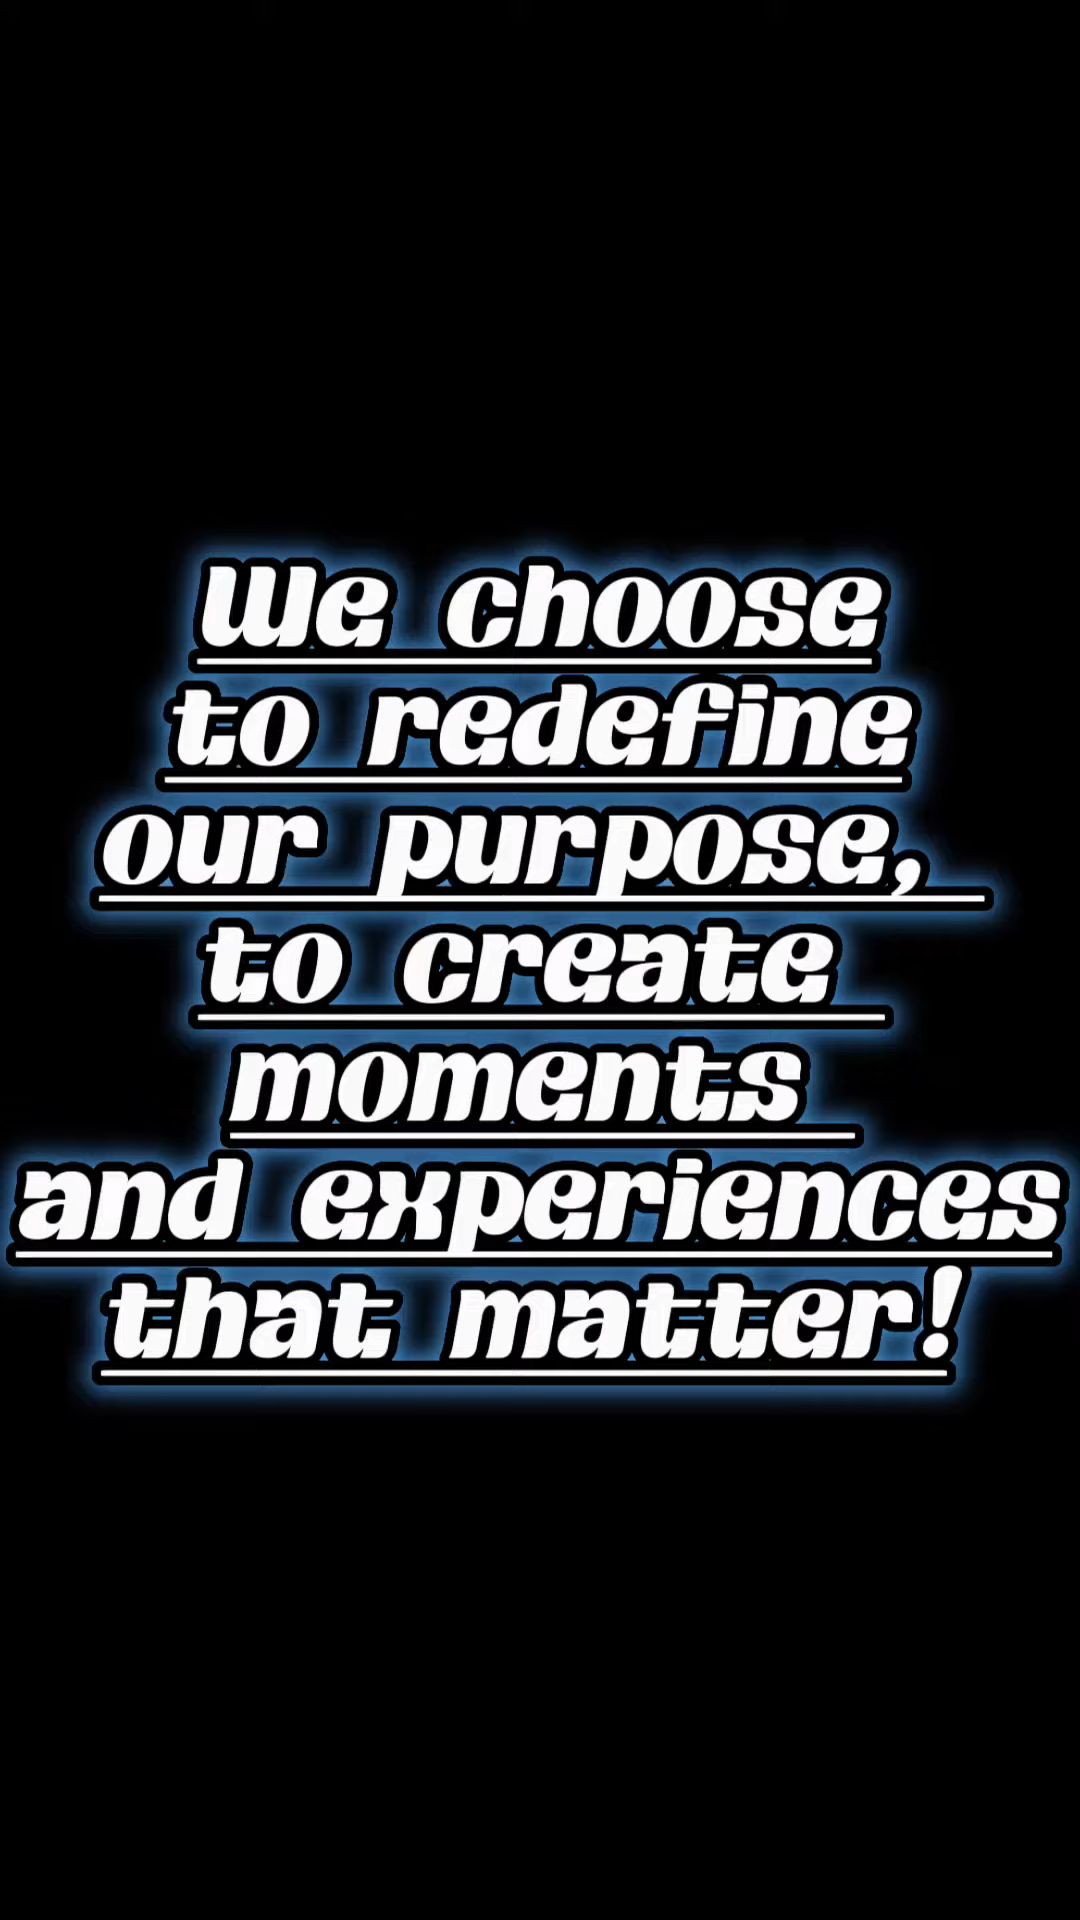 We choose
to redefine
our purpose,
to create
moments
and experiences
that matter!